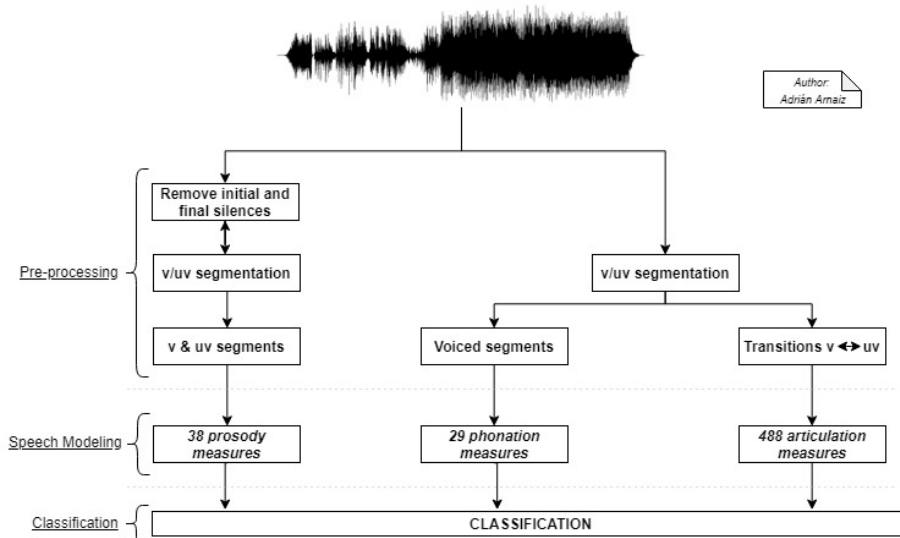 Author:
Adrián Arnaiz
Remove initial and
final silences
Pre-processing
v/uv segmentation
v/uv segmentation
v & uv segments
Voiced segments
Transitions v ↔ uv
Speech Modeling
38 prosody
measures
29 phonation
measures
488 articulation
measures
Classification
CLASSIFICATION